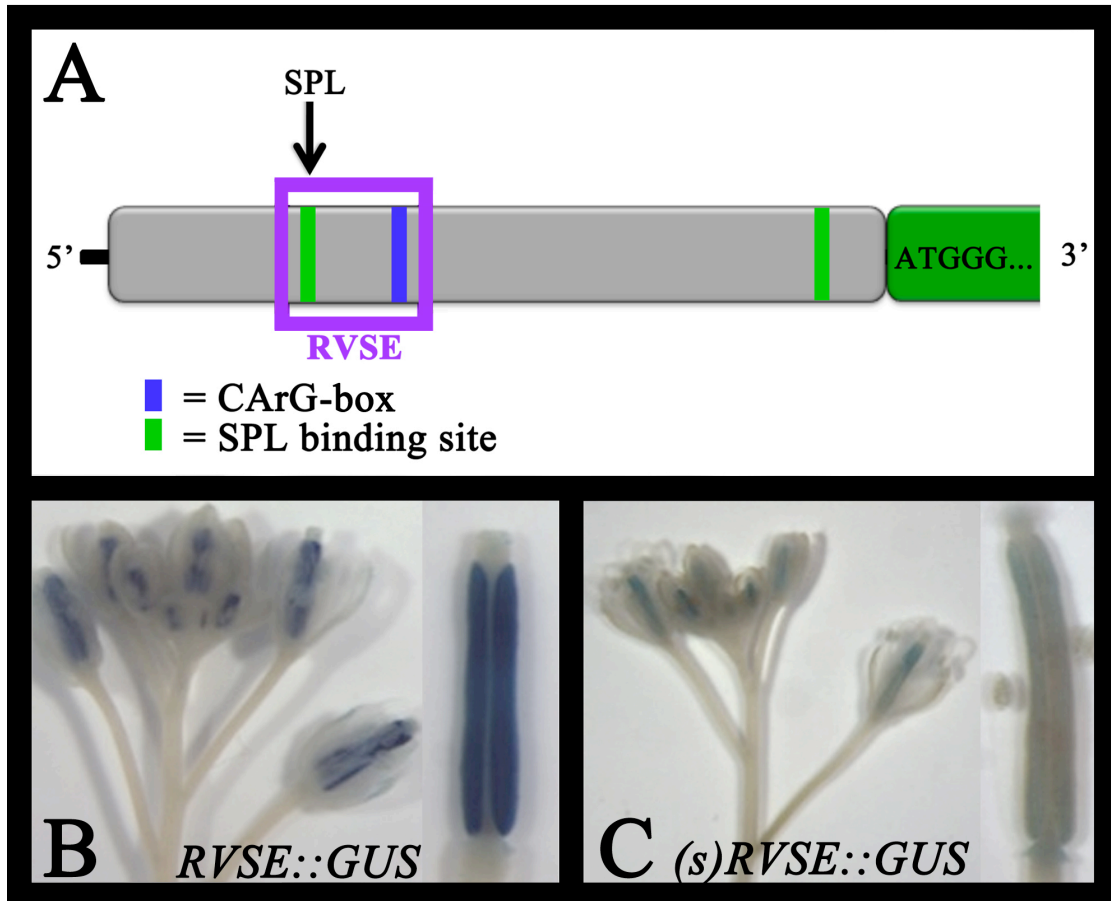 A
SPL
5’
ATGGG...
3’
RVSE
= CArG-box
= SPL binding site
B
RVSE::GUS
C
(s)RVSE::GUS